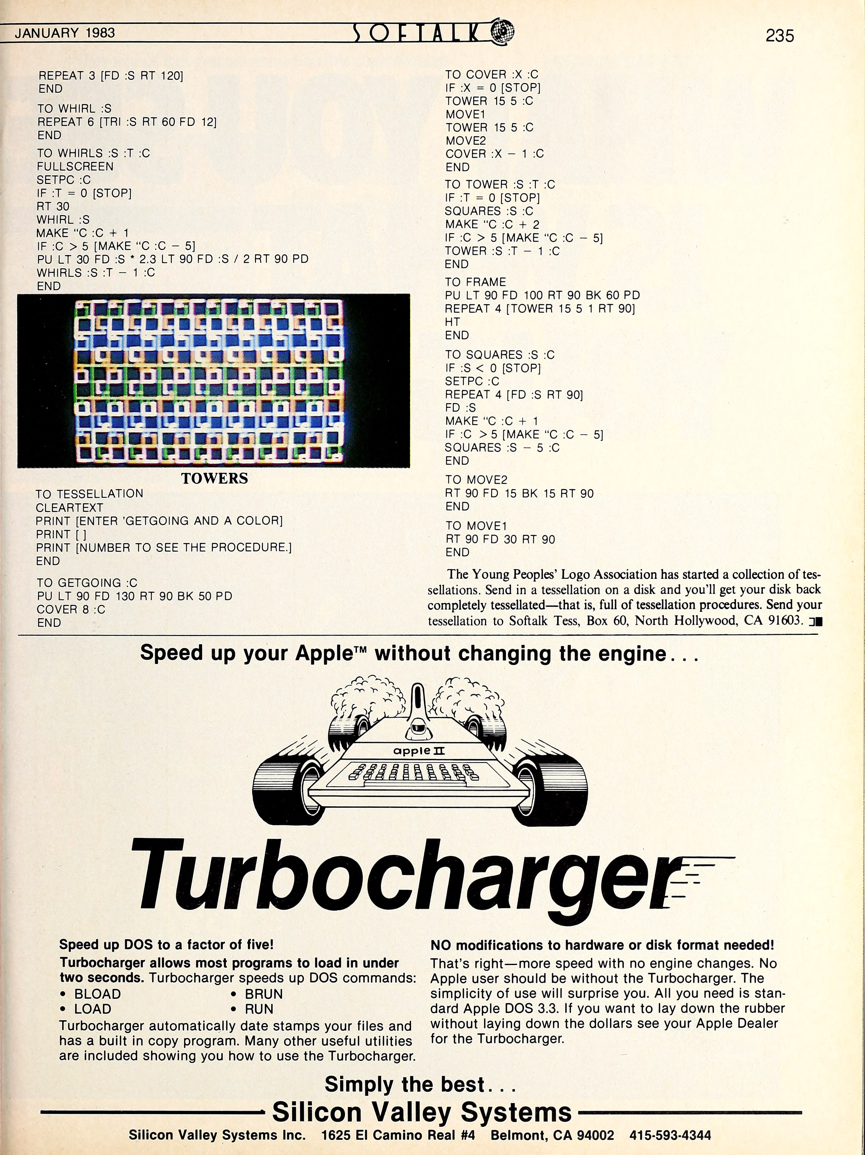 JANUARY 1983
SOFTALK
235
REPEAT 3 [FD :S RT 120]
END
TO WHIRL :S
REPEAT 6 [TRI :S RT 60 FD 12]
END
TO WHIRLS :S :T :C
FULLSCREEN
SETPC :C
IF :T = 0 [STOP]
RT 30
WHIRL :S
MAKE “C :C + 1
IF :C > 5 [MAKE “C :C − 5]
PU LT 30 FD :S * 2.3 LT 90 FD :S / 2 RT 90 PD
WHIRLS :S :T − 1 :C
END
TOWERS
TO TESSELLATION
CLEARTEXT
PRINT [ENTER 'GETGOING AND A COLOR]
PRINT [ ]
PRINT [NUMBER TO SEE THE PROCEDURE.]
END
TO GETGOING :C
PU LT 90 FD 130 RT 90 BK 50 PD
COVER 8 :C
END
TO COVER :X :C
IF :X = 0 [STOP]
TOWER 15 5 :C
MOVE1
TOWER 15 5 :C
MOVE2
COVER :X − 1 :C
END
TO TOWER :S :T :C
IF :T = 0 [STOP]
SQUARES :S :C
MAKE “C :C + 2
IF :C > 5 [MAKE “C :C − 5]
TOWER :S :T − 1 :C
END
TO FRAME
PU LT 90 FD 100 RT 90 BK 60 PD
REPEAT 4 [TOWER 15 5 1 RT 90]
HT
END
TO SQUARES :S :C
IF :S < 0 [STOP]
SETPC :C
REPEAT 4 [FD :S RT 90]
FD :S
MAKE “C :C + 1
IF :C > 5 [MAKE “C :C − 5]
SQUARES :S − 5 :C
END
TO MOVE2
RT 90 FD 15 BK 15 RT 90
END
TO MOVE1
RT 90 FD 30 RT 90
END
The Young Peoples' Logo Association has started a collection of tes-
sellations. Send in a tessellation on a disk and you'll get your disk back
completely tessellated—that is, full of tessellation procedures. Send your
tessellation to Softalk Tess, Box 60, North Hollywood, CA 91603.
Speed up your Apple™ without changing the engine...
apple II
Turbocharger
Speed up DOS to a factor of five!
Turbocharger allows most programs to load in under
two seconds. Turbocharger speeds up DOS commands:
• BLOAD • BRUN
• LOAD • RUN
Turbocharger automatically date stamps your files and
has a built in copy program. Many other useful utilities
are included showing you how to use the Turbocharger.
NO modifications to hardware or disk format needed!
That's right—more speed with no engine changes. No
Apple user should be without the Turbocharger. The
simplicity of use will surprise you. All you need is stan-
dard Apple DOS 3.3. If you want to lay down the rubber
without laying down the dollars see your Apple Dealer
for the Turbocharger.
Simply the best...
Silicon Valley Systems
Silicon Valley Systems Inc. 1625 El Camino Real #4 Belmont, CA 94002 415-593-4344